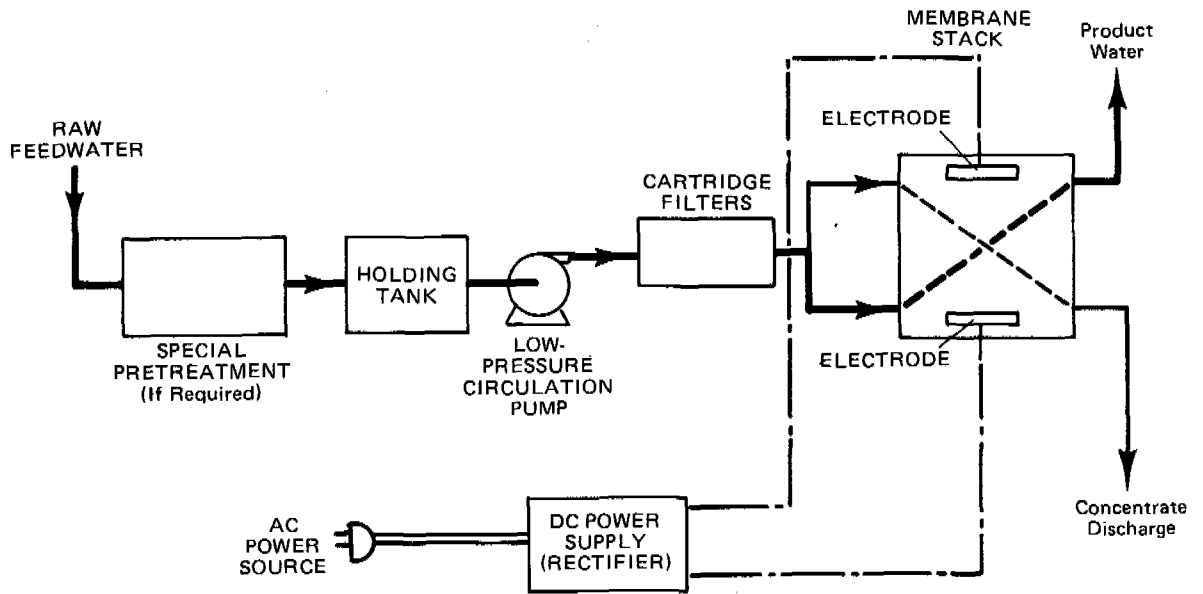 MEMBRANE
STACK
Product
Water
ELECTRODE
RAW
FEEDWATER
CARTRIDGE
FILTERS
HOLDING
TANK
SPECIAL
PRETREATMENT
(If Required)
LOW-
PRESSURE
CIRCULATION
PUMP
ELECTRODE
Concentrate
Discharge
AC
POWER
SOURCE
DC POWER
SUPPLY
(RECTIFIER)